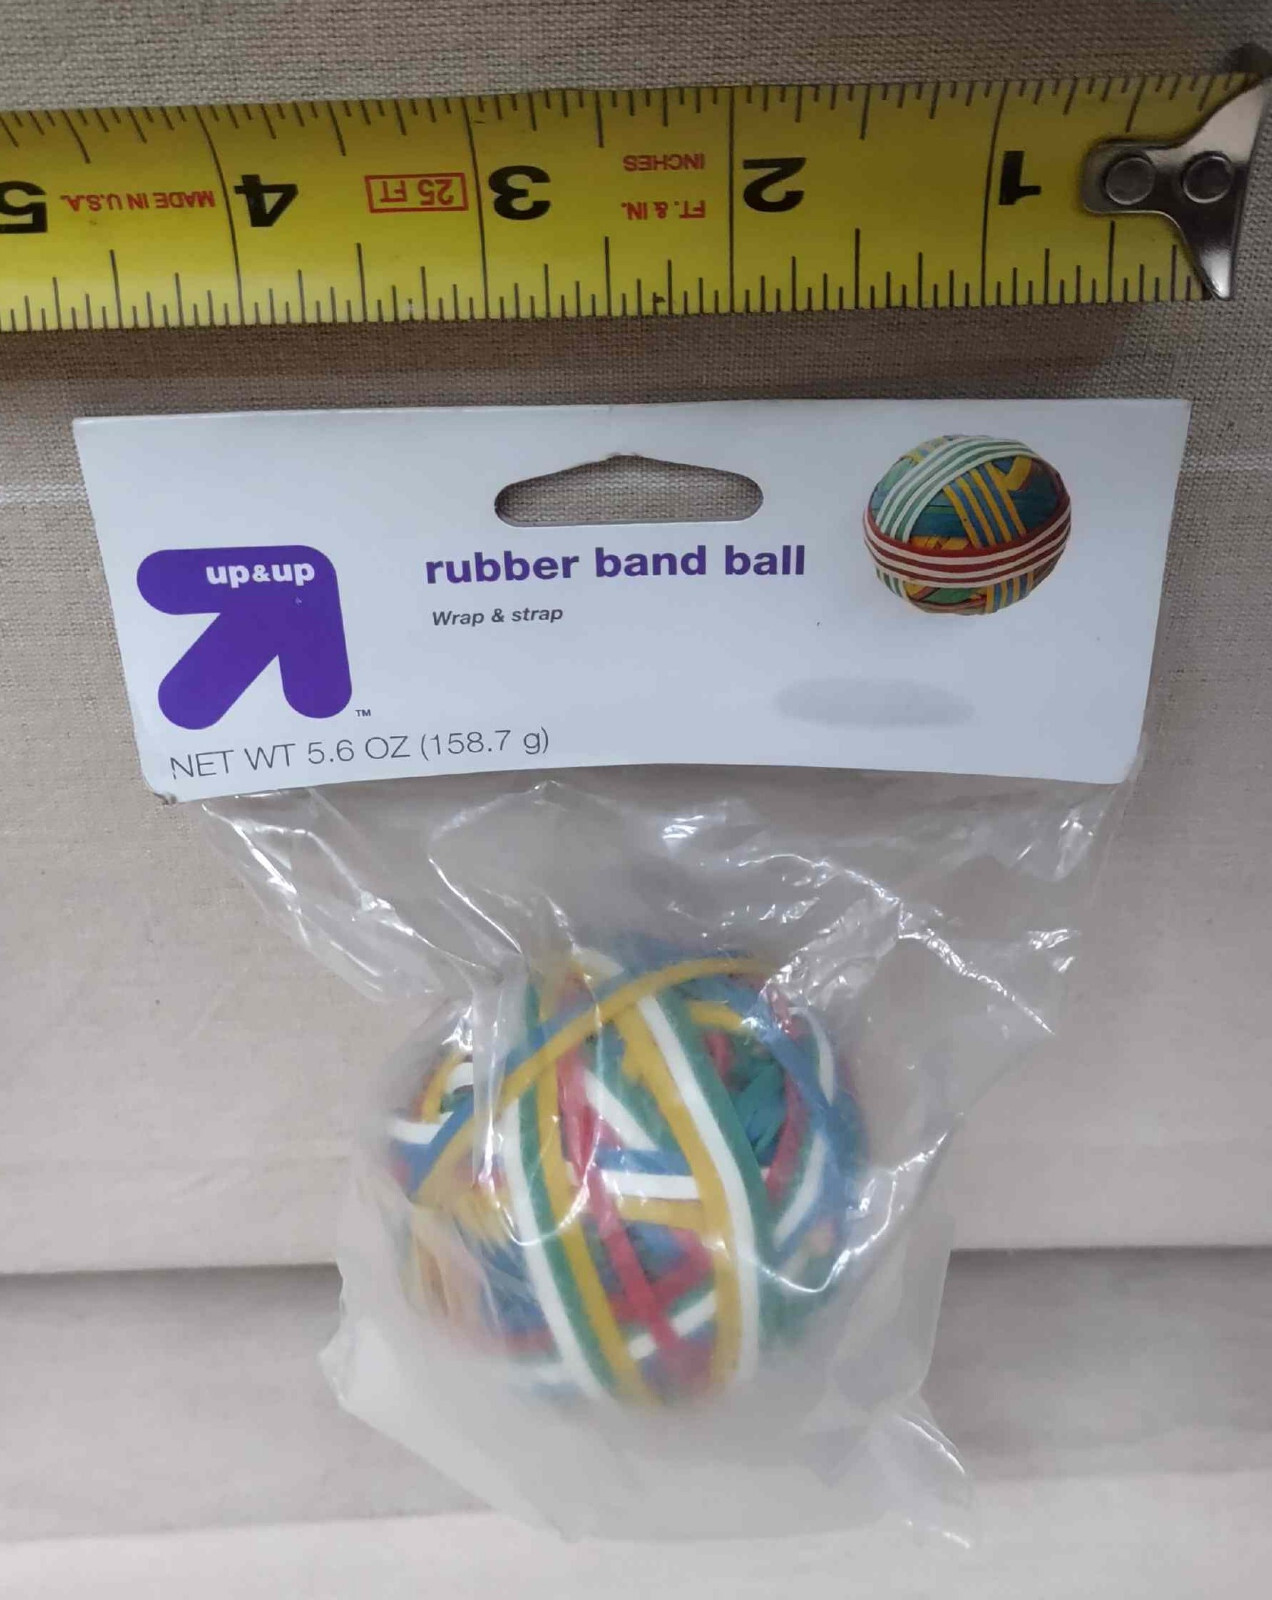 1
2
INCHES
FT. & IN.
3
25 FT
4
MADE IN U.S.A.
5
up&up
TM
rubber band ball
Wrap & strap
NET WT 5.6 OZ (158.7 g)